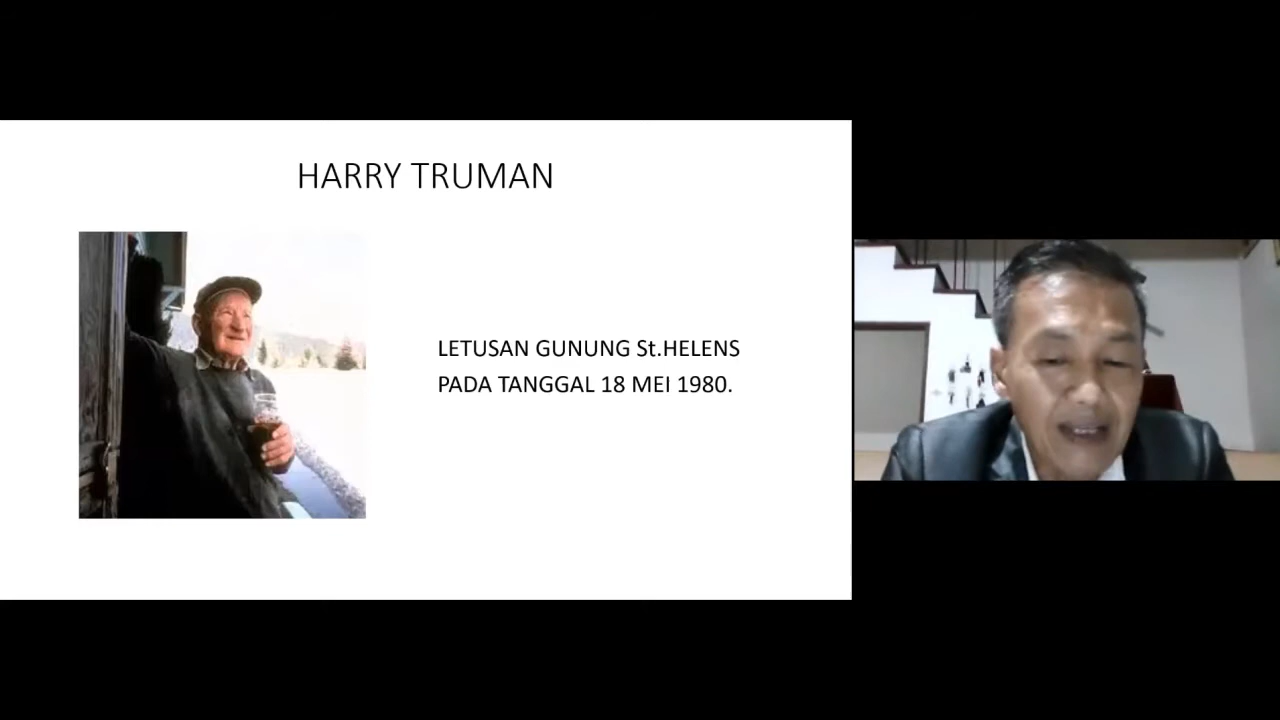 HARRY TRUMAN
LETUSAN GUNUNG St.HELENS
PADA TANGGAL 18 MEI 1980.